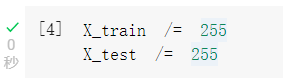 [4] X_train /= 255
X_test /= 255
0
秒